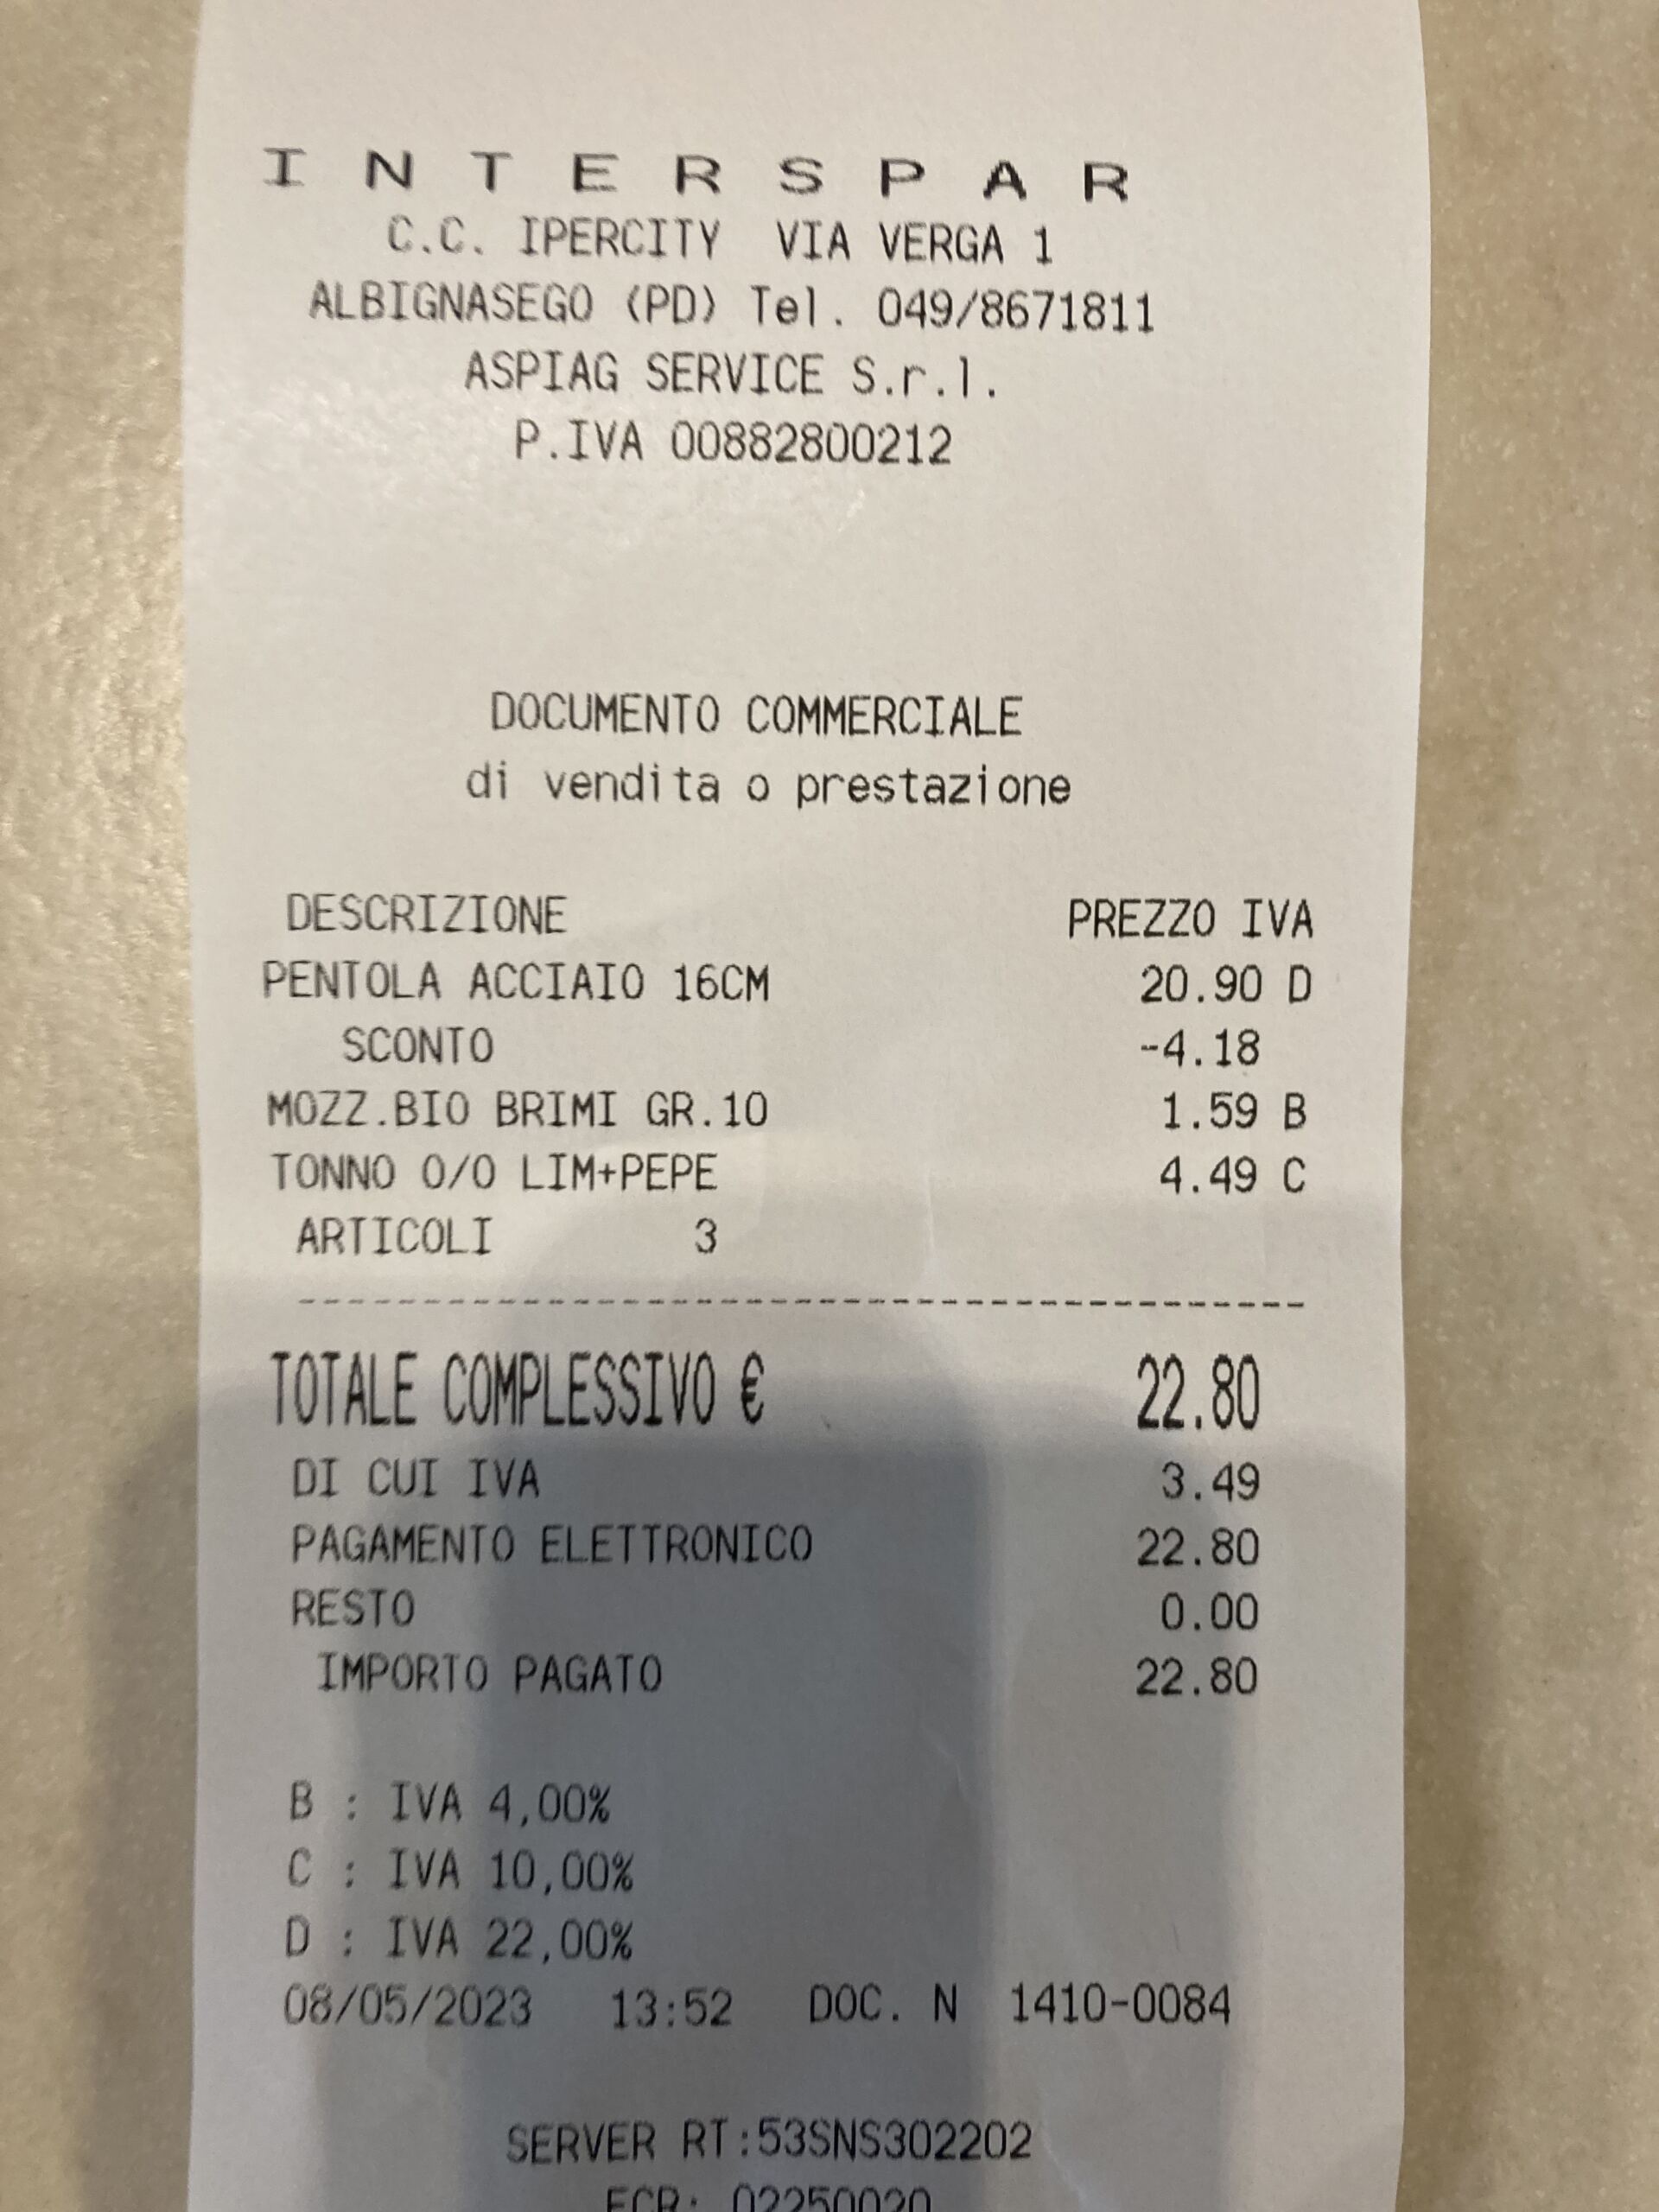 INTERSPAR
C.C. IPERCITY VIA VERGA 1
ALBIGNASEGO (PD) Tel. 049/8671811
ASPIAG SERVICE S.r.l.
P.IVA 00882800212
DOCUMENTO COMMERCIALE
di vendita o prestazione
DESCRIZIONE PREZZO IVA
PENTOLA ACCIAIO 16CM 20.90 D
SCONTO -4.18
MOZZ.BIO BRIMI GR.10 1.59 B
TONNO O/O LIM+PEPE 4.49 C
ARTICOLI 3
----------------------------------------
TOTALE COMPLESSIVO € 22.80
DI CUI IVA 3.49
PAGAMENTO ELETTRONICO 22.80
RESTO 0.00
IMPORTO PAGATO 22.80
B : IVA 4,00%
C : IVA 10,00%
D : IVA 22,00%
08/05/2023 13:52 DOC. N 1410-0084
SERVER RT:53SNS302202
ECR: 02250020